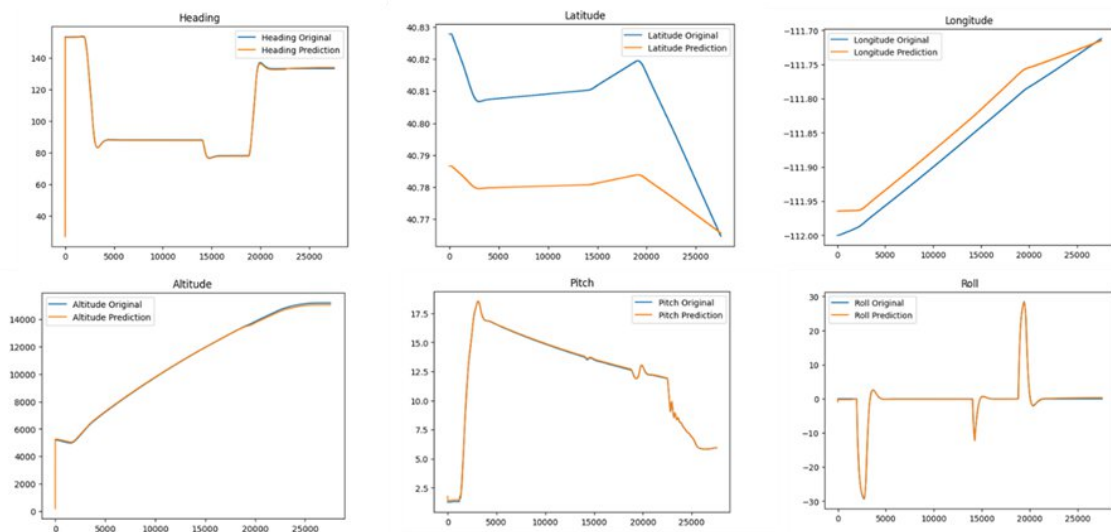 Heading
Heading Original
Heading Prediction
140
120
100
80
60
40
0 5000 10000 15000 20000 25000
Latitude
Latitude Original
Latitude Prediction
40.83
40.82
40.81
40.80
40.79
40.78
40.77
0 5000 10000 15000 20000 25000
Longitude
Longitude Original
Longitude Prediction
-111.70
-111.75
-111.80
-111.85
-111.90
-111.95
-112.00
0 5000 10000 15000 20000 25000
Altitude
Altitude Original
Altitude Prediction
14000
12000
10000
8000
6000
4000
2000
0
0 5000 10000 15000 20000 25000
Pitch
Pitch Original
Pitch Prediction
17.5
15.0
12.5
10.0
7.5
5.0
2.5
0 5000 10000 15000 20000 25000
Roll
Roll Original
Roll Prediction
30
20
10
0
-10
-20
-30
0 5000 10000 15000 20000 25000